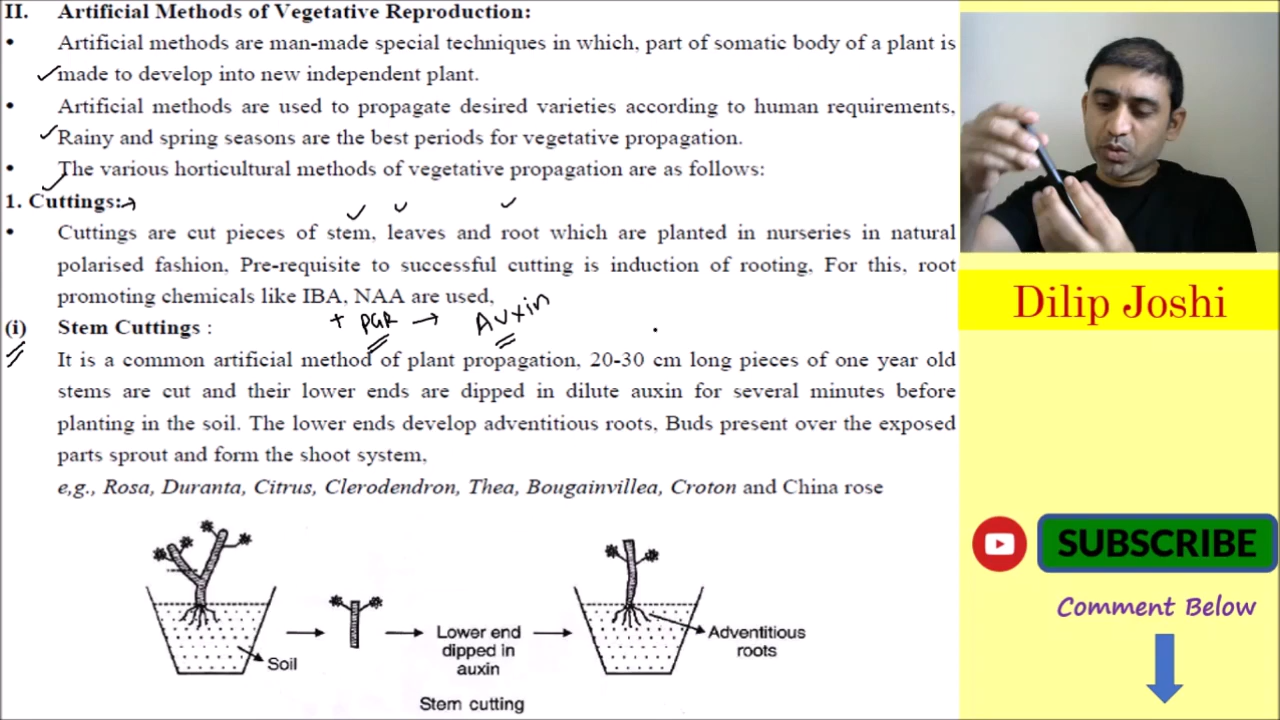 II. Artificial Methods of Vegetative Reproduction:
• Artificial methods are man-made special techniques in which, part of somatic body of a plant is
made to develop into new independent plant.
• Artificial methods are used to propagate desired varieties according to human requirements,
Rainy and spring seasons are the best periods for vegetative propagation.
• The various horticultural methods of vegetative propagation are as follows:
1. Cuttings:→
• Cuttings are cut pieces of stem, leaves and root which are planted in nurseries in natural
polarised fashion, Pre-requisite to successful cutting is induction of rooting, For this, root
promoting chemicals like IBA, NAA are used,
+ PGR → Auxin
(i) Stem Cuttings :
It is a common artificial method of plant propagation, 20-30 cm long pieces of one year old
stems are cut and their lower ends are dipped in dilute auxin for several minutes before
planting in the soil. The lower ends develop adventitious roots, Buds present over the exposed
parts sprout and form the shoot system,
e,g., Rosa, Duranta, Citrus, Clerodendron, Thea, Bougainvillea, Croton and China rose
Soil
Lower end
dipped in
auxin
Adventitious
roots
Stem cutting
Dilip Joshi
SUBSCRIBE
Comment Below